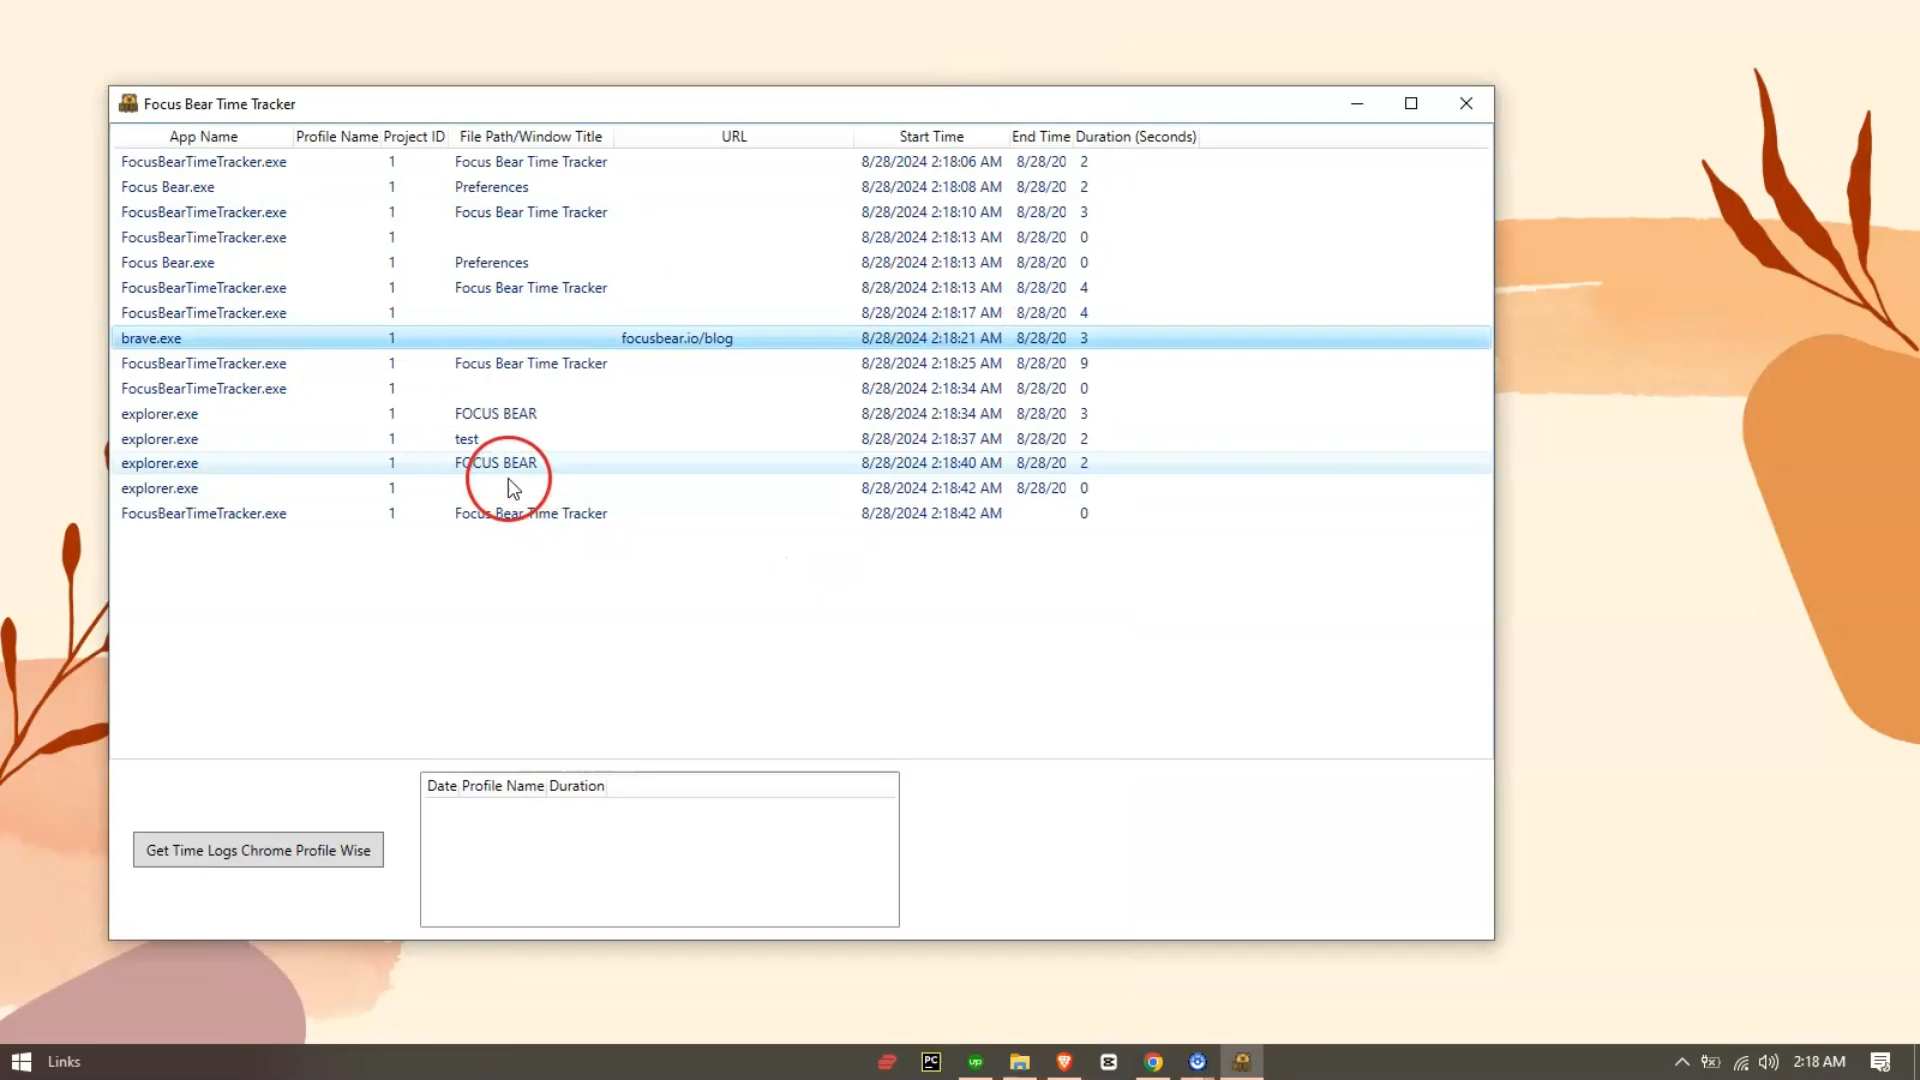 Focus Bear Time Tracker
App Name Profile Name Project ID File Path/Window Title URL Start Time End Time Duration (Seconds)
FocusBearTimeTracker.exe 1 Focus Bear Time Tracker 8/28/2024 2:18:06 AM 8/28/20 2
Focus Bear.exe 1 Preferences 8/28/2024 2:18:08 AM 8/28/20 2
FocusBearTimeTracker.exe 1 Focus Bear Time Tracker 8/28/2024 2:18:10 AM 8/28/20 3
FocusBearTimeTracker.exe 1 8/28/2024 2:18:13 AM 8/28/20 0
Focus Bear.exe 1 Preferences 8/28/2024 2:18:13 AM 8/28/20 0
FocusBearTimeTracker.exe 1 Focus Bear Time Tracker 8/28/2024 2:18:13 AM 8/28/20 4
FocusBearTimeTracker.exe 1 8/28/2024 2:18:17 AM 8/28/20 4
brave.exe 1 focusbear.io/blog 8/28/2024 2:18:21 AM 8/28/20 3
FocusBearTimeTracker.exe 1 Focus Bear Time Tracker 8/28/2024 2:18:25 AM 8/28/20 9
FocusBearTimeTracker.exe 1 8/28/2024 2:18:34 AM 8/28/20 0
explorer.exe 1 FOCUS BEAR 8/28/2024 2:18:34 AM 8/28/20 3
explorer.exe 1 test 8/28/2024 2:18:37 AM 8/28/20 2
explorer.exe 1 FOCUS BEAR 8/28/2024 2:18:40 AM 8/28/20 2
explorer.exe 1 8/28/2024 2:18:42 AM 8/28/20 0
FocusBearTimeTracker.exe 1 Focus Bear Time Tracker 8/28/2024 2:18:42 AM 0
Date Profile Name Duration
Get Time Logs Chrome Profile Wise
Links PC up 2:18 AM